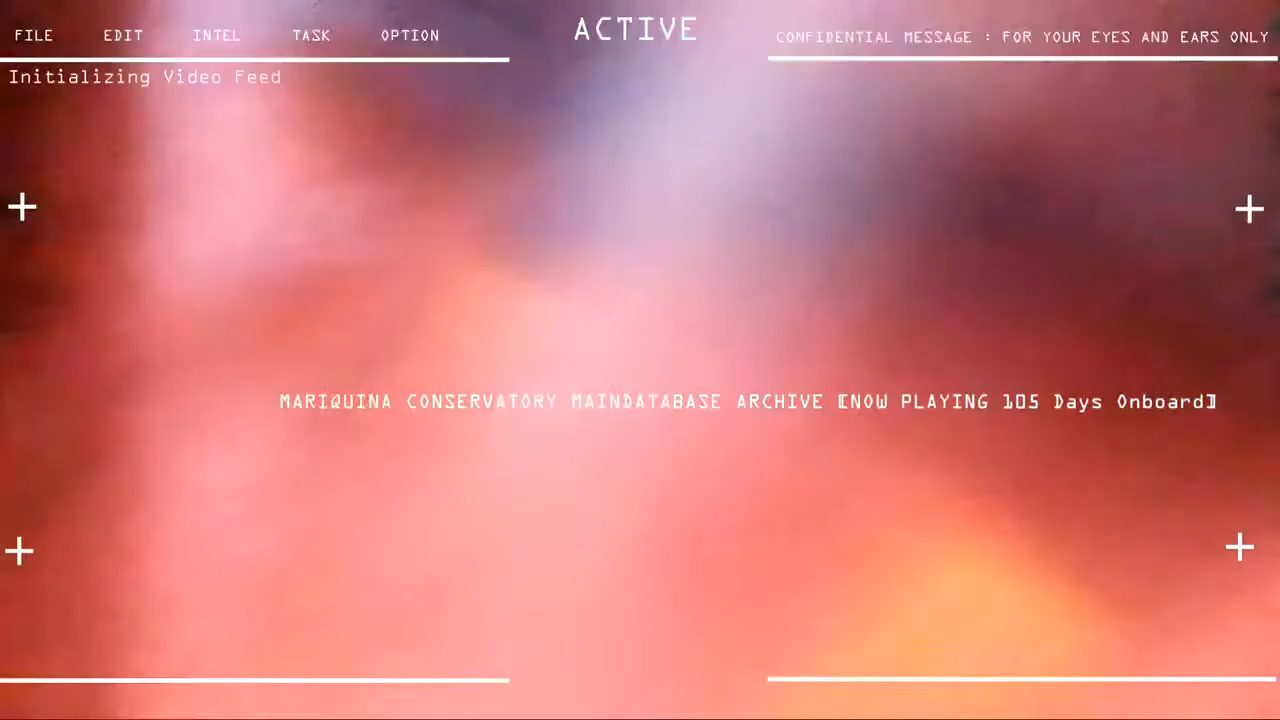 FILE EDIT INTEL TASK OPTION
ACTIVE
CONFIDENTIAL MESSAGE : FOR YOUR EYES AND EARS ONLY
Initializing Video Feed
MARIQUINA CONSERVATORY MAINDATABASE ARCHIVE [NOW PLAYING 105 Days Onboard]